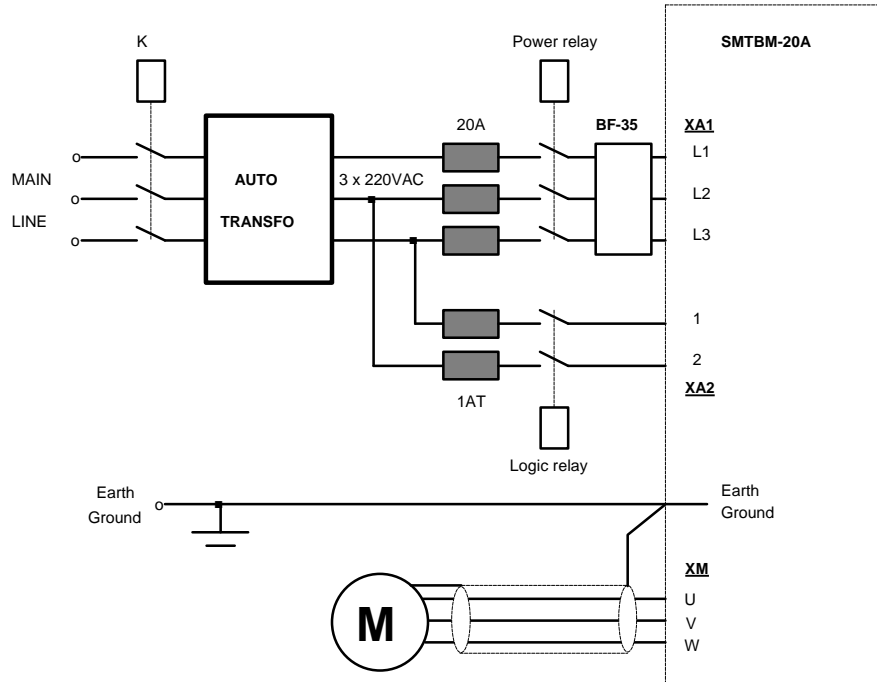 K
Power relay
SMTBM-20A
20A
BF-35
XA1
L1
MAIN
AUTO
3 x 220VAC
L2
LINE
TRANSFO
L3
1
2
1AT
XA2
Logic relay
Earth
Ground
Earth
Ground
XM
U
M
V
W